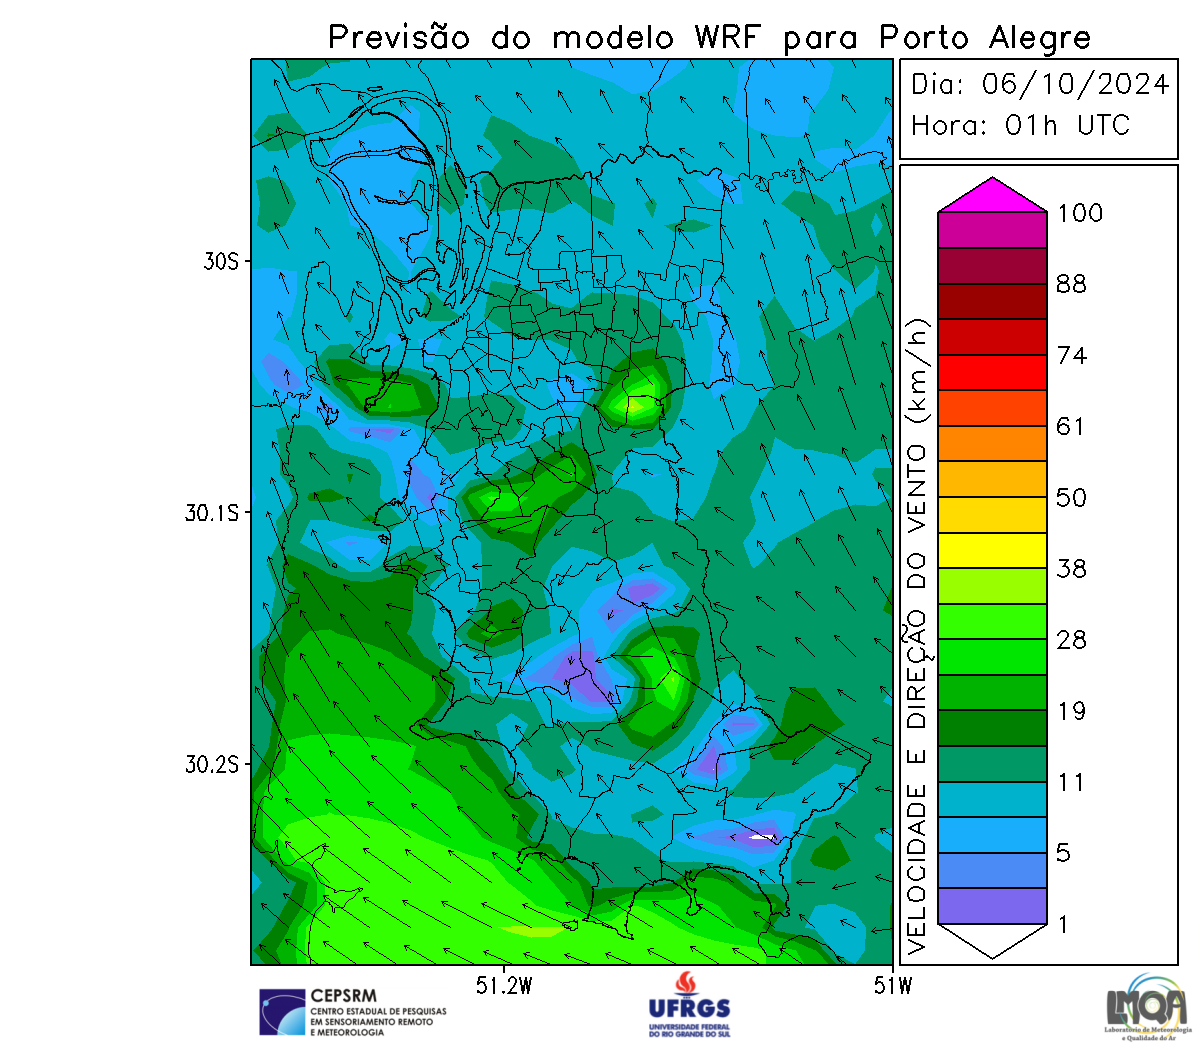 Previsão do modelo WRF para Porto Alegre
Dia: 06/10/2024
Hora: 01h UTC
30S
30.1S
30.2S
51.2W
51W
VELOCIDADE E DIREÇÃO DO VENTO (km/h)
100
88
74
61
50
38
28
19
11
5
1
CEPSRM
CENTRO ESTADUAL DE PESQUISAS
EM SENSORIAMENTO REMOTO
E METEOROLOGIA
UFRGS
UNIVERSIDADE FEDERAL
DO RIO GRANDE DO SUL
LMQA
Laboratório de Meteorologia
e Qualidade do Ar